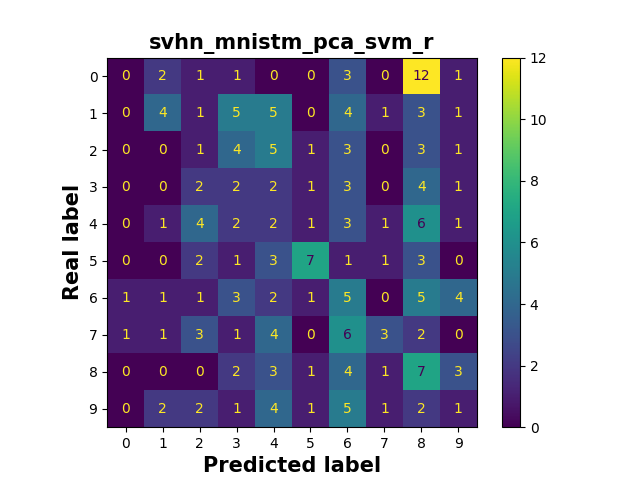 svhn_mnistm_pca_svm_r
0 0 2 1 1 0 0 3 0 12 1
1 0 4 1 5 5 0 4 1 3 1
2 0 0 1 4 5 1 3 0 3 1
3 0 0 2 2 2 1 3 0 4 1
4 0 1 4 2 2 1 3 1 6 1
5 0 0 2 1 3 7 1 1 3 0
6 1 1 1 3 2 1 5 0 5 4
7 1 1 3 1 4 0 6 3 2 0
8 0 0 0 2 3 1 4 1 7 3
9 0 2 2 1 4 1 5 1 2 1
0 1 2 3 4 5 6 7 8 9
Predicted label
Real label
12
10
8
6
4
2
0